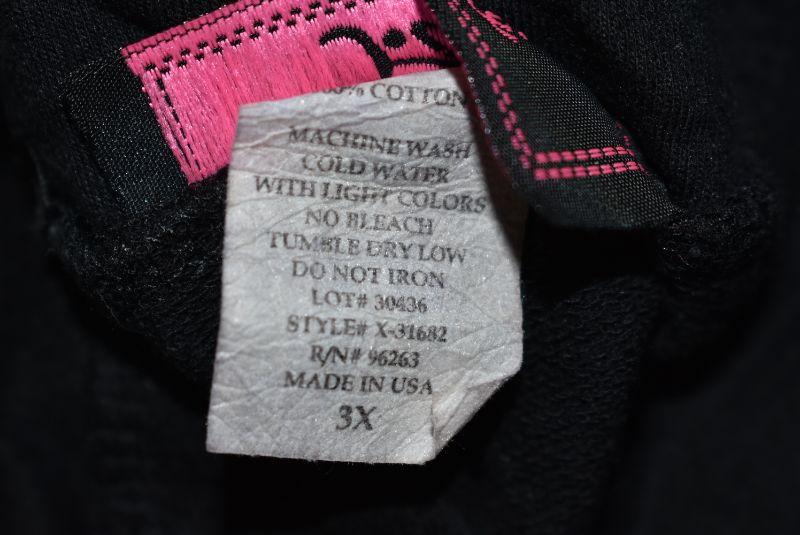 % COTTON
MACHINE WASH
COLD WATER
WITH LIGHT COLORS
NO BLEACH
TUMBLE DRY LOW
DO NOT IRON
LOT# 30436
STYLE# X-31682
R/N# 96263
MADE IN USA
3X